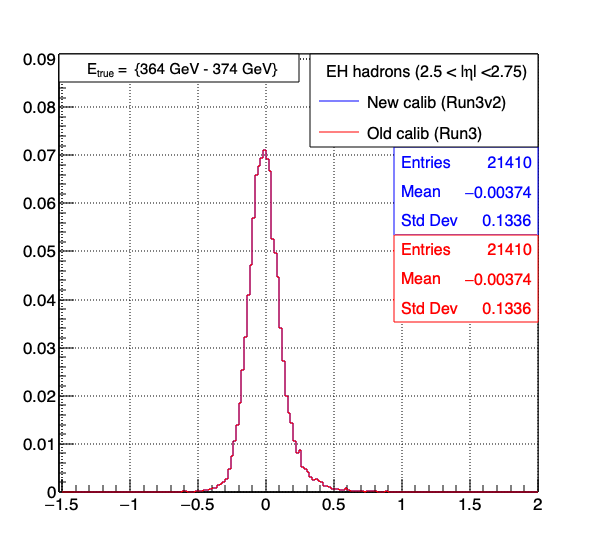 E_true = {364 GeV - 374 GeV}
EH hadrons (2.5 < |η| <2.75)
New calib (Run3v2)
Old calib (Run3)
Entries 21410
Mean −0.00374
Std Dev 0.1336
Entries 21410
Mean −0.00374
Std Dev 0.1336
0.09
0.08
0.07
0.06
0.05
0.04
0.03
0.02
0.01
0
−1.5 −1 −0.5 0 0.5 1 1.5 2